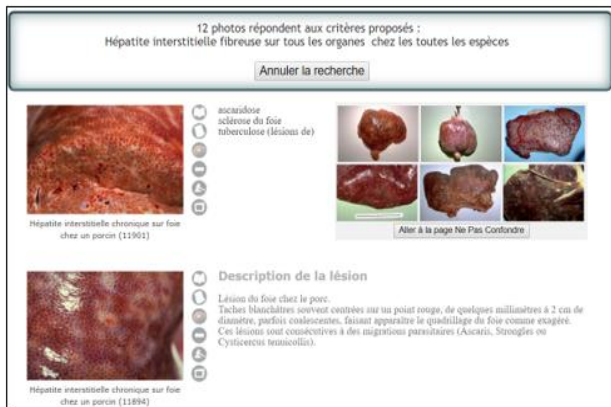 12 photos répondent aux critères proposés :
Hépatite interstitielle fibreuse sur tous les organes chez les toutes les espèces
Annuler la recherche
ascaridose
sclérose du foie
tuberculose (lésions de)
Hépatite interstitielle chronique sur foie
chez un porcin (11901)
Aller à la page Ne Pas Confondre
Description de la lésion
Lésion du foie chez le porc.
Taches blanchâtres souvent centrées sur un point rouge, de quelques millimètres à 2 cm de
diamètre, parfois coalescentes, faisant apparaître le quadrillage du foie comme exagéré.
Ces lésions sont consécutives à des migrations parasitaires (Ascaris, Strongles ou
Cysticercus tenuicollis).
Hépatite interstitielle chronique sur foie
chez un porcin (11894)